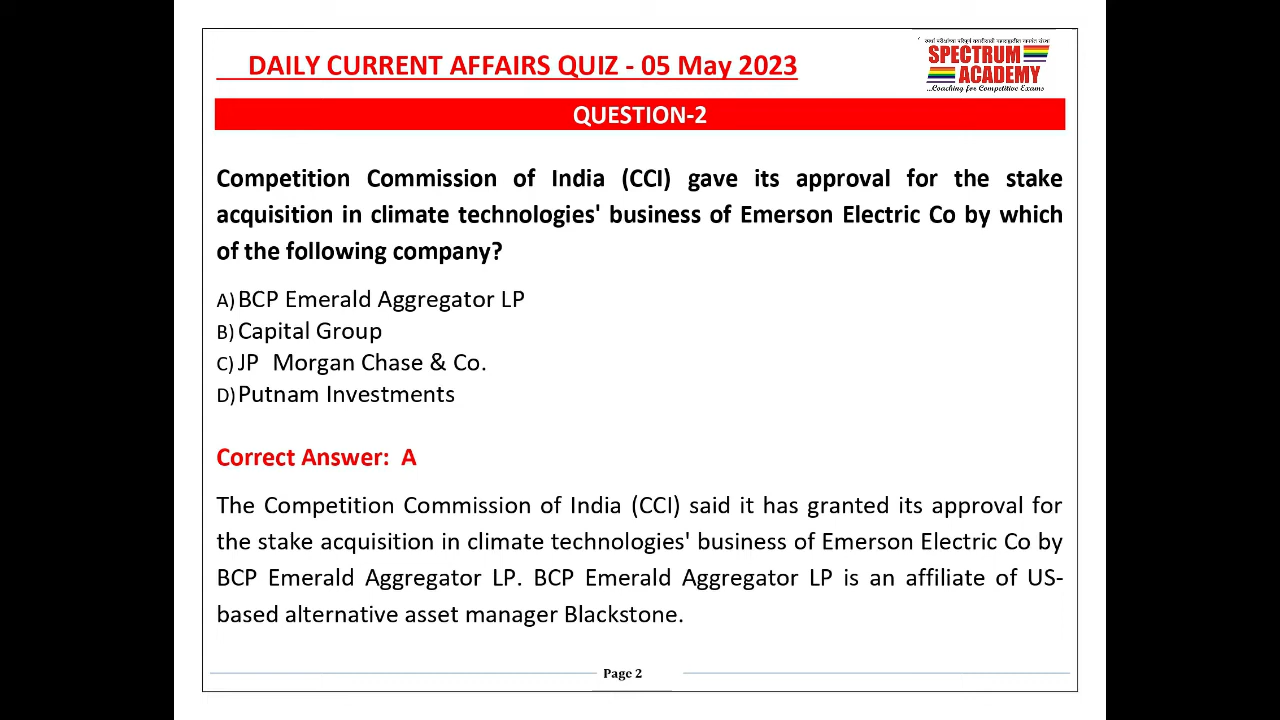 DAILY CURRENT AFFAIRS QUIZ - 05 May 2023
SPECTRUM
ACADEMY
...Coaching for Competitive Exams
QUESTION-2
Competition Commission of India (CCI) gave its approval for the stake
acquisition in climate technologies' business of Emerson Electric Co by which
of the following company?
A) BCP Emerald Aggregator LP
B) Capital Group
C) JP Morgan Chase & Co.
D) Putnam Investments
Correct Answer: A
The Competition Commission of India (CCI) said it has granted its approval for
the stake acquisition in climate technologies' business of Emerson Electric Co by
BCP Emerald Aggregator LP. BCP Emerald Aggregator LP is an affiliate of US-
based alternative asset manager Blackstone.
Page 2